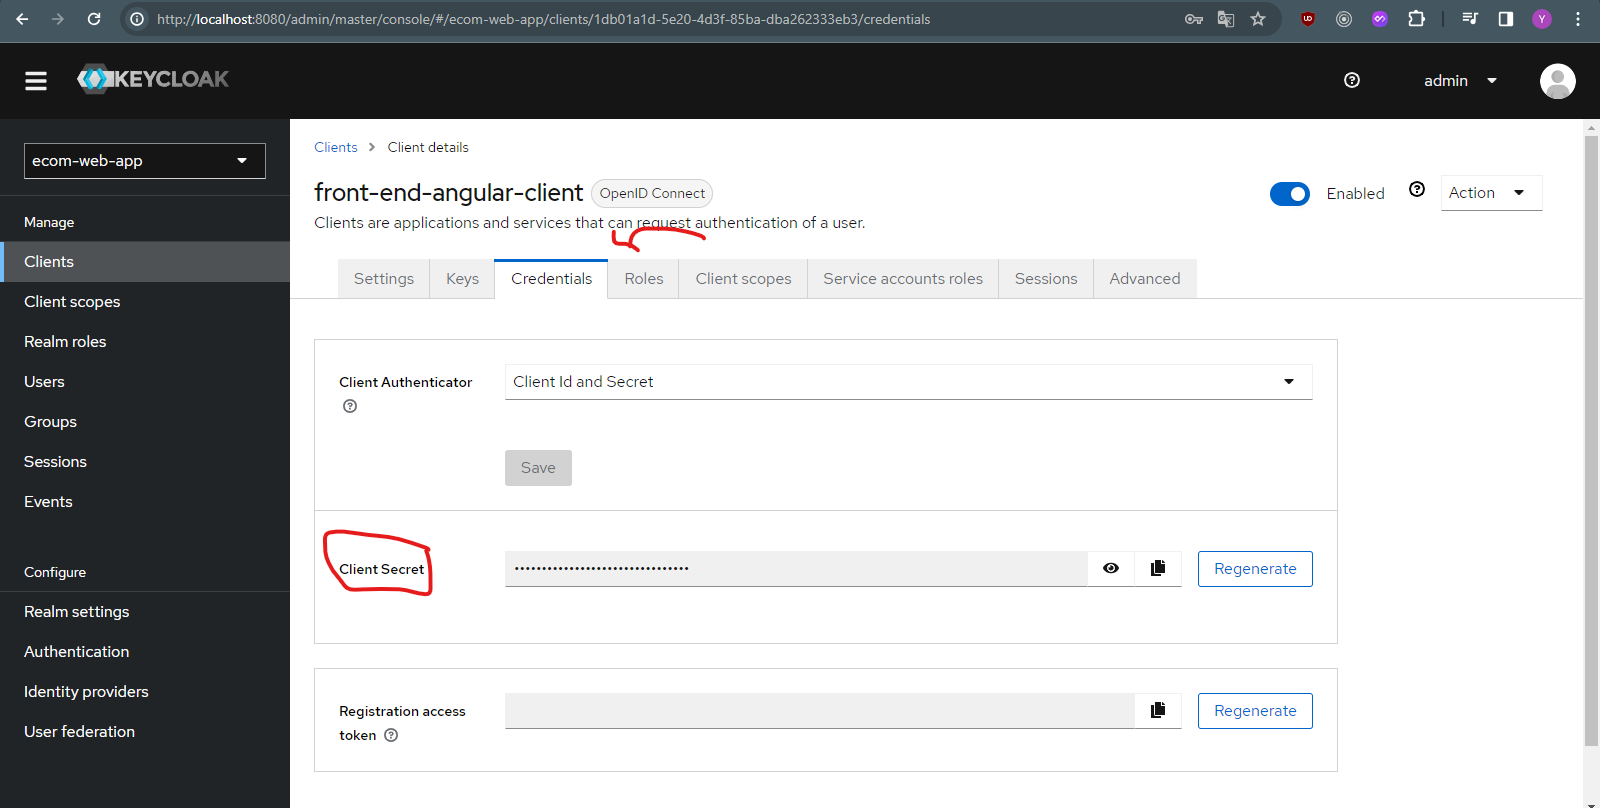 http://localhost:8080/admin/master/console/#/ecom-web-app/clients/1db01a1d-5e20-4d3f-85ba-dba262333eb3/credentials
Y
KEYCLOAK
admin
ecom-web-app
Manage
Clients
Client scopes
Realm roles
Users
Groups
Sessions
Events
Configure
Realm settings
Authentication
Identity providers
User federation
Clients > Client details
front-end-angular-client OpenID Connect
Enabled
Action
Clients are applications and services that can request authentication of a user.
Settings Keys Credentials Roles Client scopes Service accounts roles Sessions Advanced
Client Authenticator
Client Id and Secret
Save
Client Secret
••••••••••••••••••••••••••••••••
Regenerate
Registration access
token
Regenerate